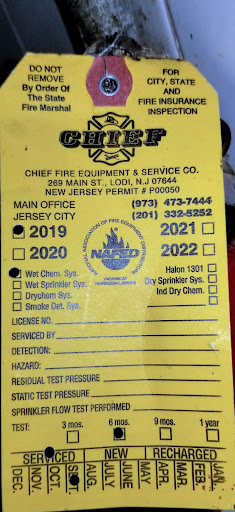 DO NOT
REMOVE
By Order Of
The State
Fire Marshal
FOR
CITY, STATE
AND
FIRE INSURANCE
INSPECTION
CHIEF
CHIEF FIRE EQUIPMENT & SERVICE CO.
269 MAIN ST., LODI, N.J 07644
NEW JERSEY PERMIT # P00050
MAIN OFFICE (973) 473-7444
JERSEY CITY (201) 332-5252
2019 2021
2020 2022
NAFED
Wet Chem. Sys. Halon 1301
Wet Sprinkler Sys. Dry Sprinkler Sys.
Drychem Sys. Ind Dry Chem.
Smoke Det. Sys.
LICENSE NO.
SERVICED BY
DETECTION:
HAZARD:
RESIDUAL TEST PRESSURE
STATIC TEST PRESSURE
SPRINKLER FLOW TEST PERFORMED
TEST: 3 mos. 6 mos. 9 mos. 1 year
SERVICED NEW RECHARGED
DEC. NOV. OCT. SEPT. AUG. JULY JUNE MAY APR. MAR. FEB. JAN.